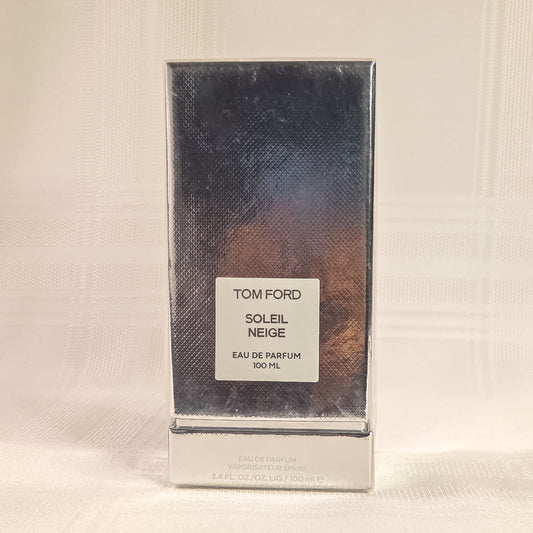 TOM FORD
SOLEIL
NEIGE
EAU DE PARFUM
100 ML
EAU DE PARFUM
VAPORISATEUR SPRAY
3.4 FL. OZ./OZ. LIQ./100 ml ℮